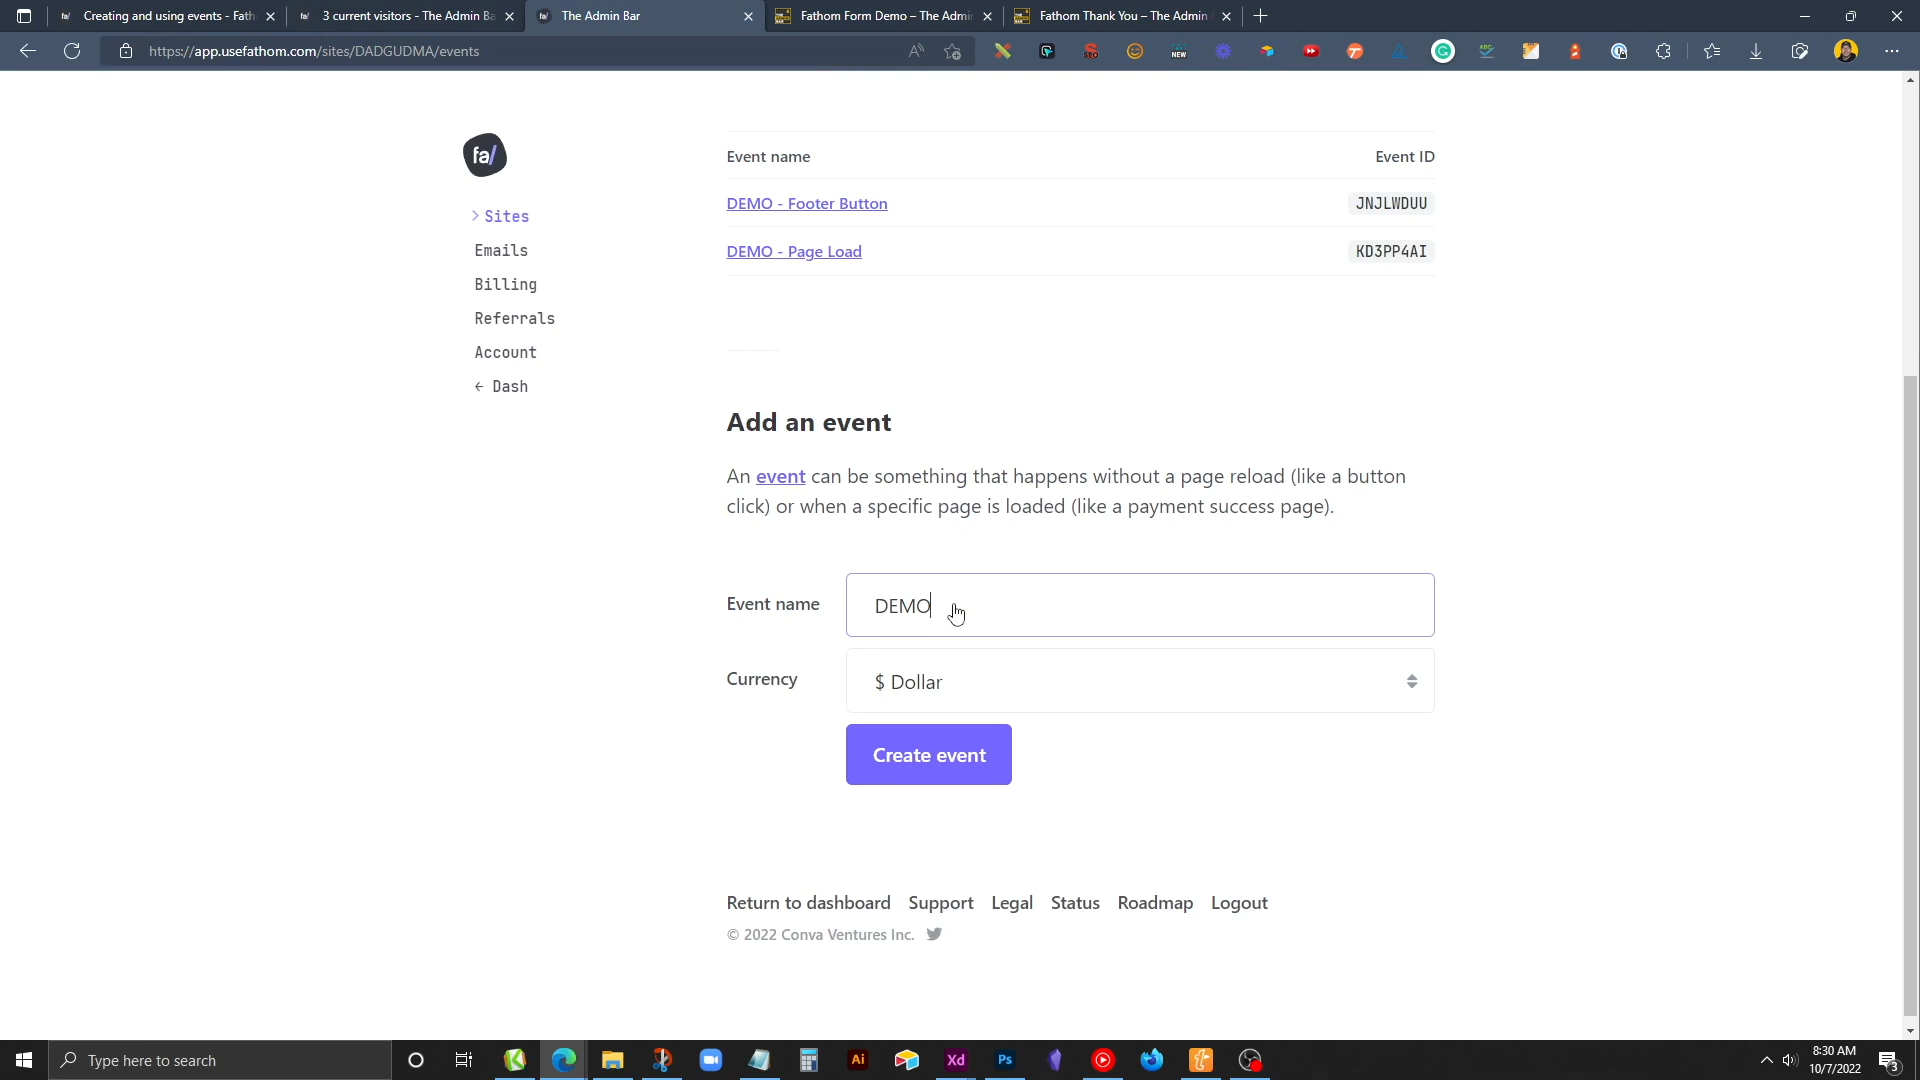 Creating and using events - Fath
3 current visitors - The Admin Ba
The Admin Bar
Fathom Form Demo – The Admin
Fathom Thank You – The Admin
https://app.usefathom.com/sites/DADGUDMA/events
fa/
Sites
Emails
Billing
Referrals
Account
← Dash
Event name Event ID
DEMO - Footer Button JNJLWDUU
DEMO - Page Load KD3PP4AI
Add an event
An event can be something that happens without a page reload (like a button
click) or when a specific page is loaded (like a payment success page).
Event name DEMO
Currency $ Dollar
Create event
Return to dashboard Support Legal Status Roadmap Logout
© 2022 Conva Ventures Inc.
Type here to search
Ai
Xd
Ps
8:30 AM
10/7/2022
3